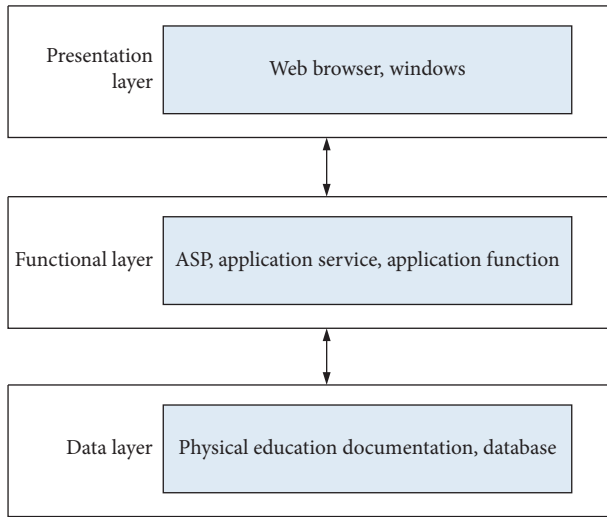 Presentation
layer
Web browser, windows
Functional layer
ASP, application service, application function
Data layer
Physical education documentation, database